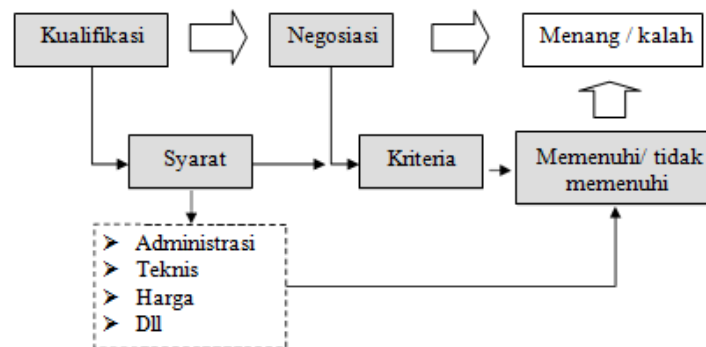 Kualifikasi
Negosiasi
Menang / kalah
Syarat
Kriteria
Memenuhi/ tidak
memenuhi
Administrasi
Teknis
Harga
Dll